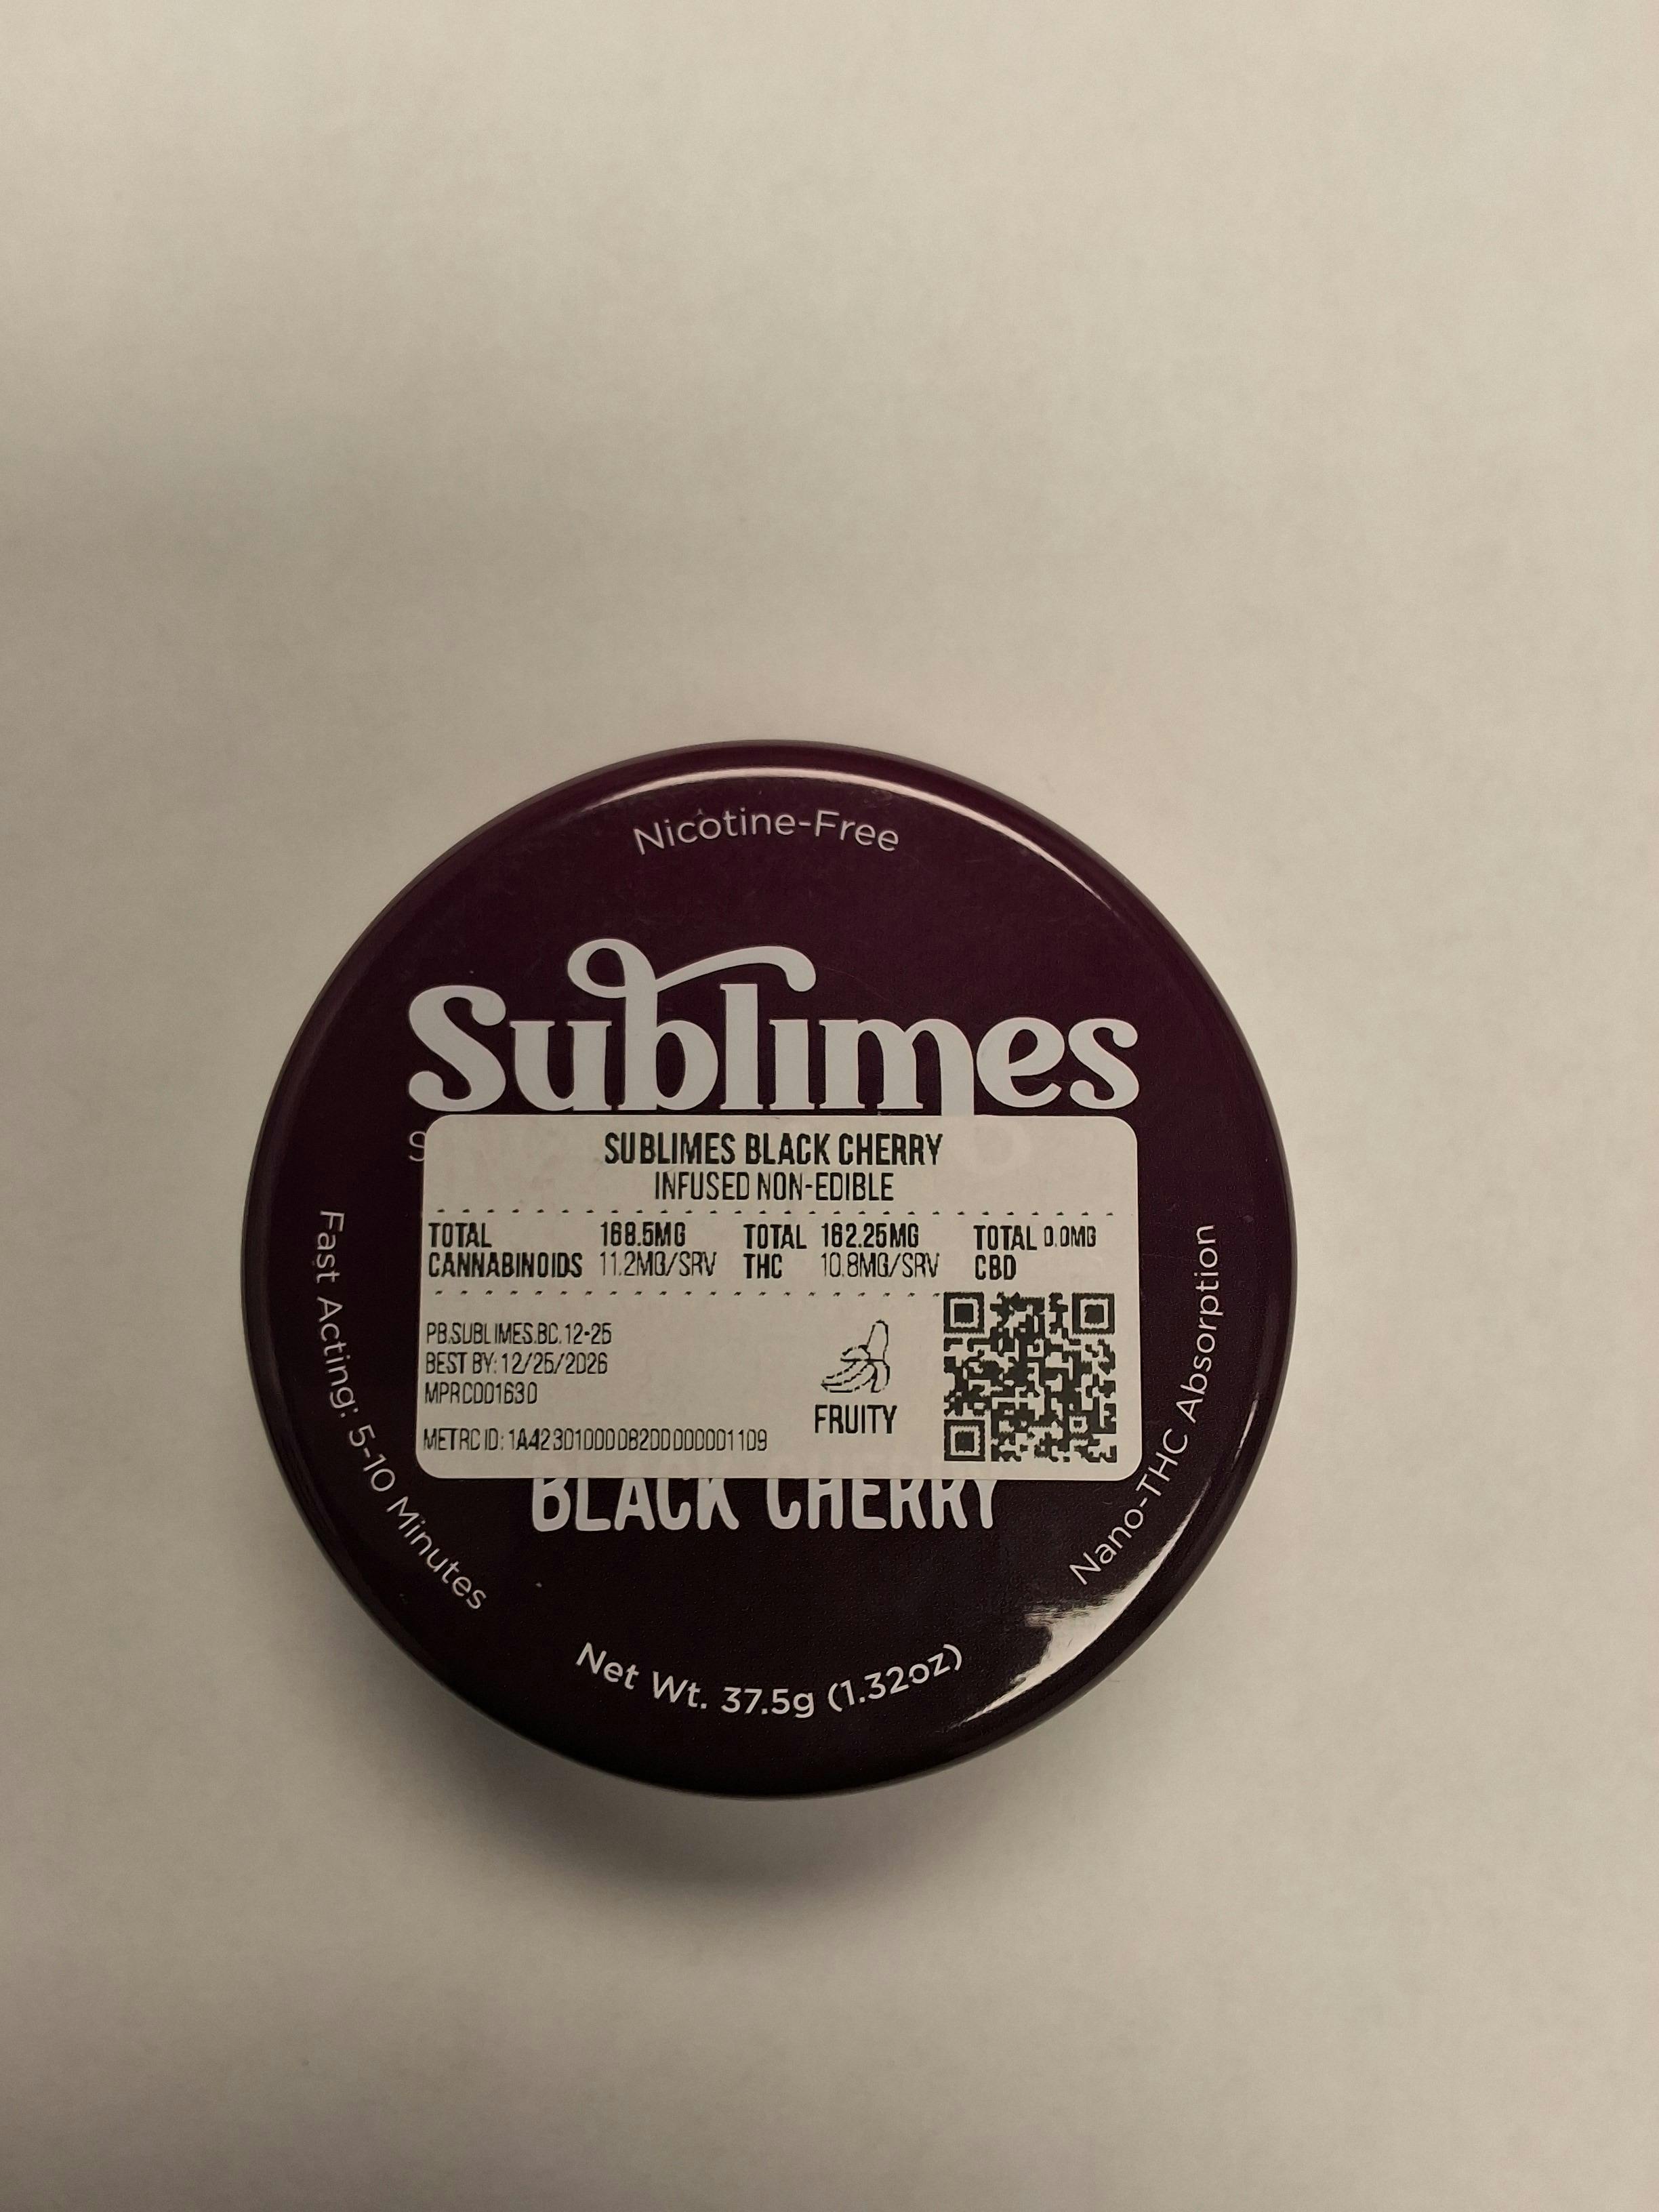 Nicotine-Free
Sublimes
SUBLIMES BLACK CHERRY
INFUSED NON-EDIBLE
TOTAL CANNABINOIDS 168.5MG 11.2MG/SRV
TOTAL THC 162.25MG 10.8MG/SRV
TOTAL CBD 0.0MG
PB.SUBLIMES.BC.12-25
BEST BY: 12/25/2026
MPRC001630
FRUITY
METRC ID: 1A4230100008200000001109
BLACK CHERRY
Fast Acting: 5-10 Minutes
Nano-THC Absorption
Net Wt. 37.5g (1.32oz)